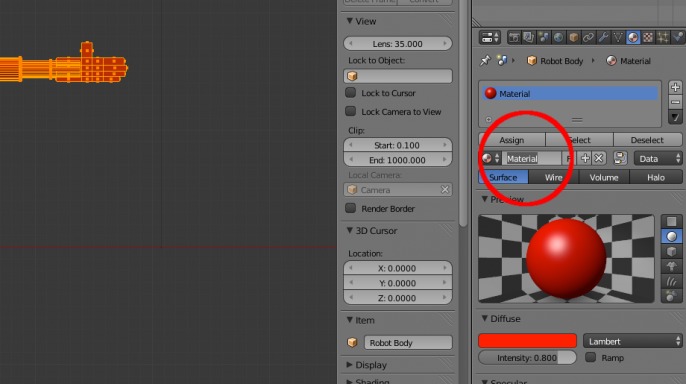 Delete Frame
Convert
View
Lens: 35.000
Lock to Object:
Lock to Cursor
Lock Camera to View
Clip:
Start: 0.100
End: 1000.000
Local Camera:
Camera
Render Border
3D Cursor
Location:
X: 0.0000
Y: 0.0000
Z: 0.0000
Item
Robot Body
Display
Shading
Robot Body
Material
Material
Assign
Select
Deselect
Material
F
Data
Surface
Wire
Volume
Halo
Preview
Diffuse
Lambert
Intensity: 0.800
Ramp
Specular